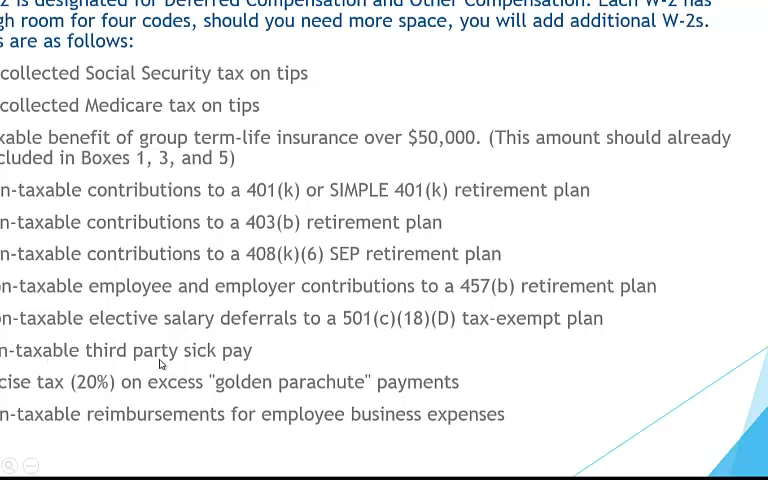 2 is designated for Deferred Compensation and Other Compensation. Each W-2 has
gh room for four codes, should you need more space, you will add additional W-2s.
s are as follows:
collected Social Security tax on tips
collected Medicare tax on tips
xable benefit of group term-life insurance over $50,000. (This amount should already
cluded in Boxes 1, 3, and 5)
n-taxable contributions to a 401(k) or SIMPLE 401(k) retirement plan
n-taxable contributions to a 403(b) retirement plan
n-taxable contributions to a 408(k)(6) SEP retirement plan
on-taxable employee and employer contributions to a 457(b) retirement plan
on-taxable elective salary deferrals to a 501(c)(18)(D) tax-exempt plan
n-taxable third party sick pay
cise tax (20%) on excess "golden parachute" payments
n-taxable reimbursements for employee business expenses